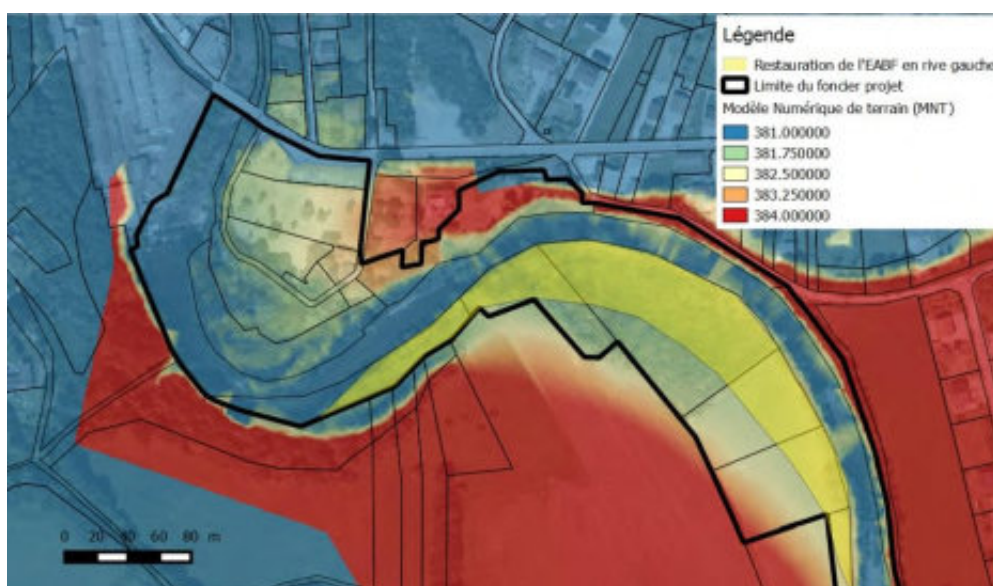 Légende
Restauration de l'EABF en rive gauche
Limite du foncier projet
Modèle Numérique de terrain (MNT)
381.000000
381.750000
382.500000
383.250000
384.000000
0 20 40 60 80 m